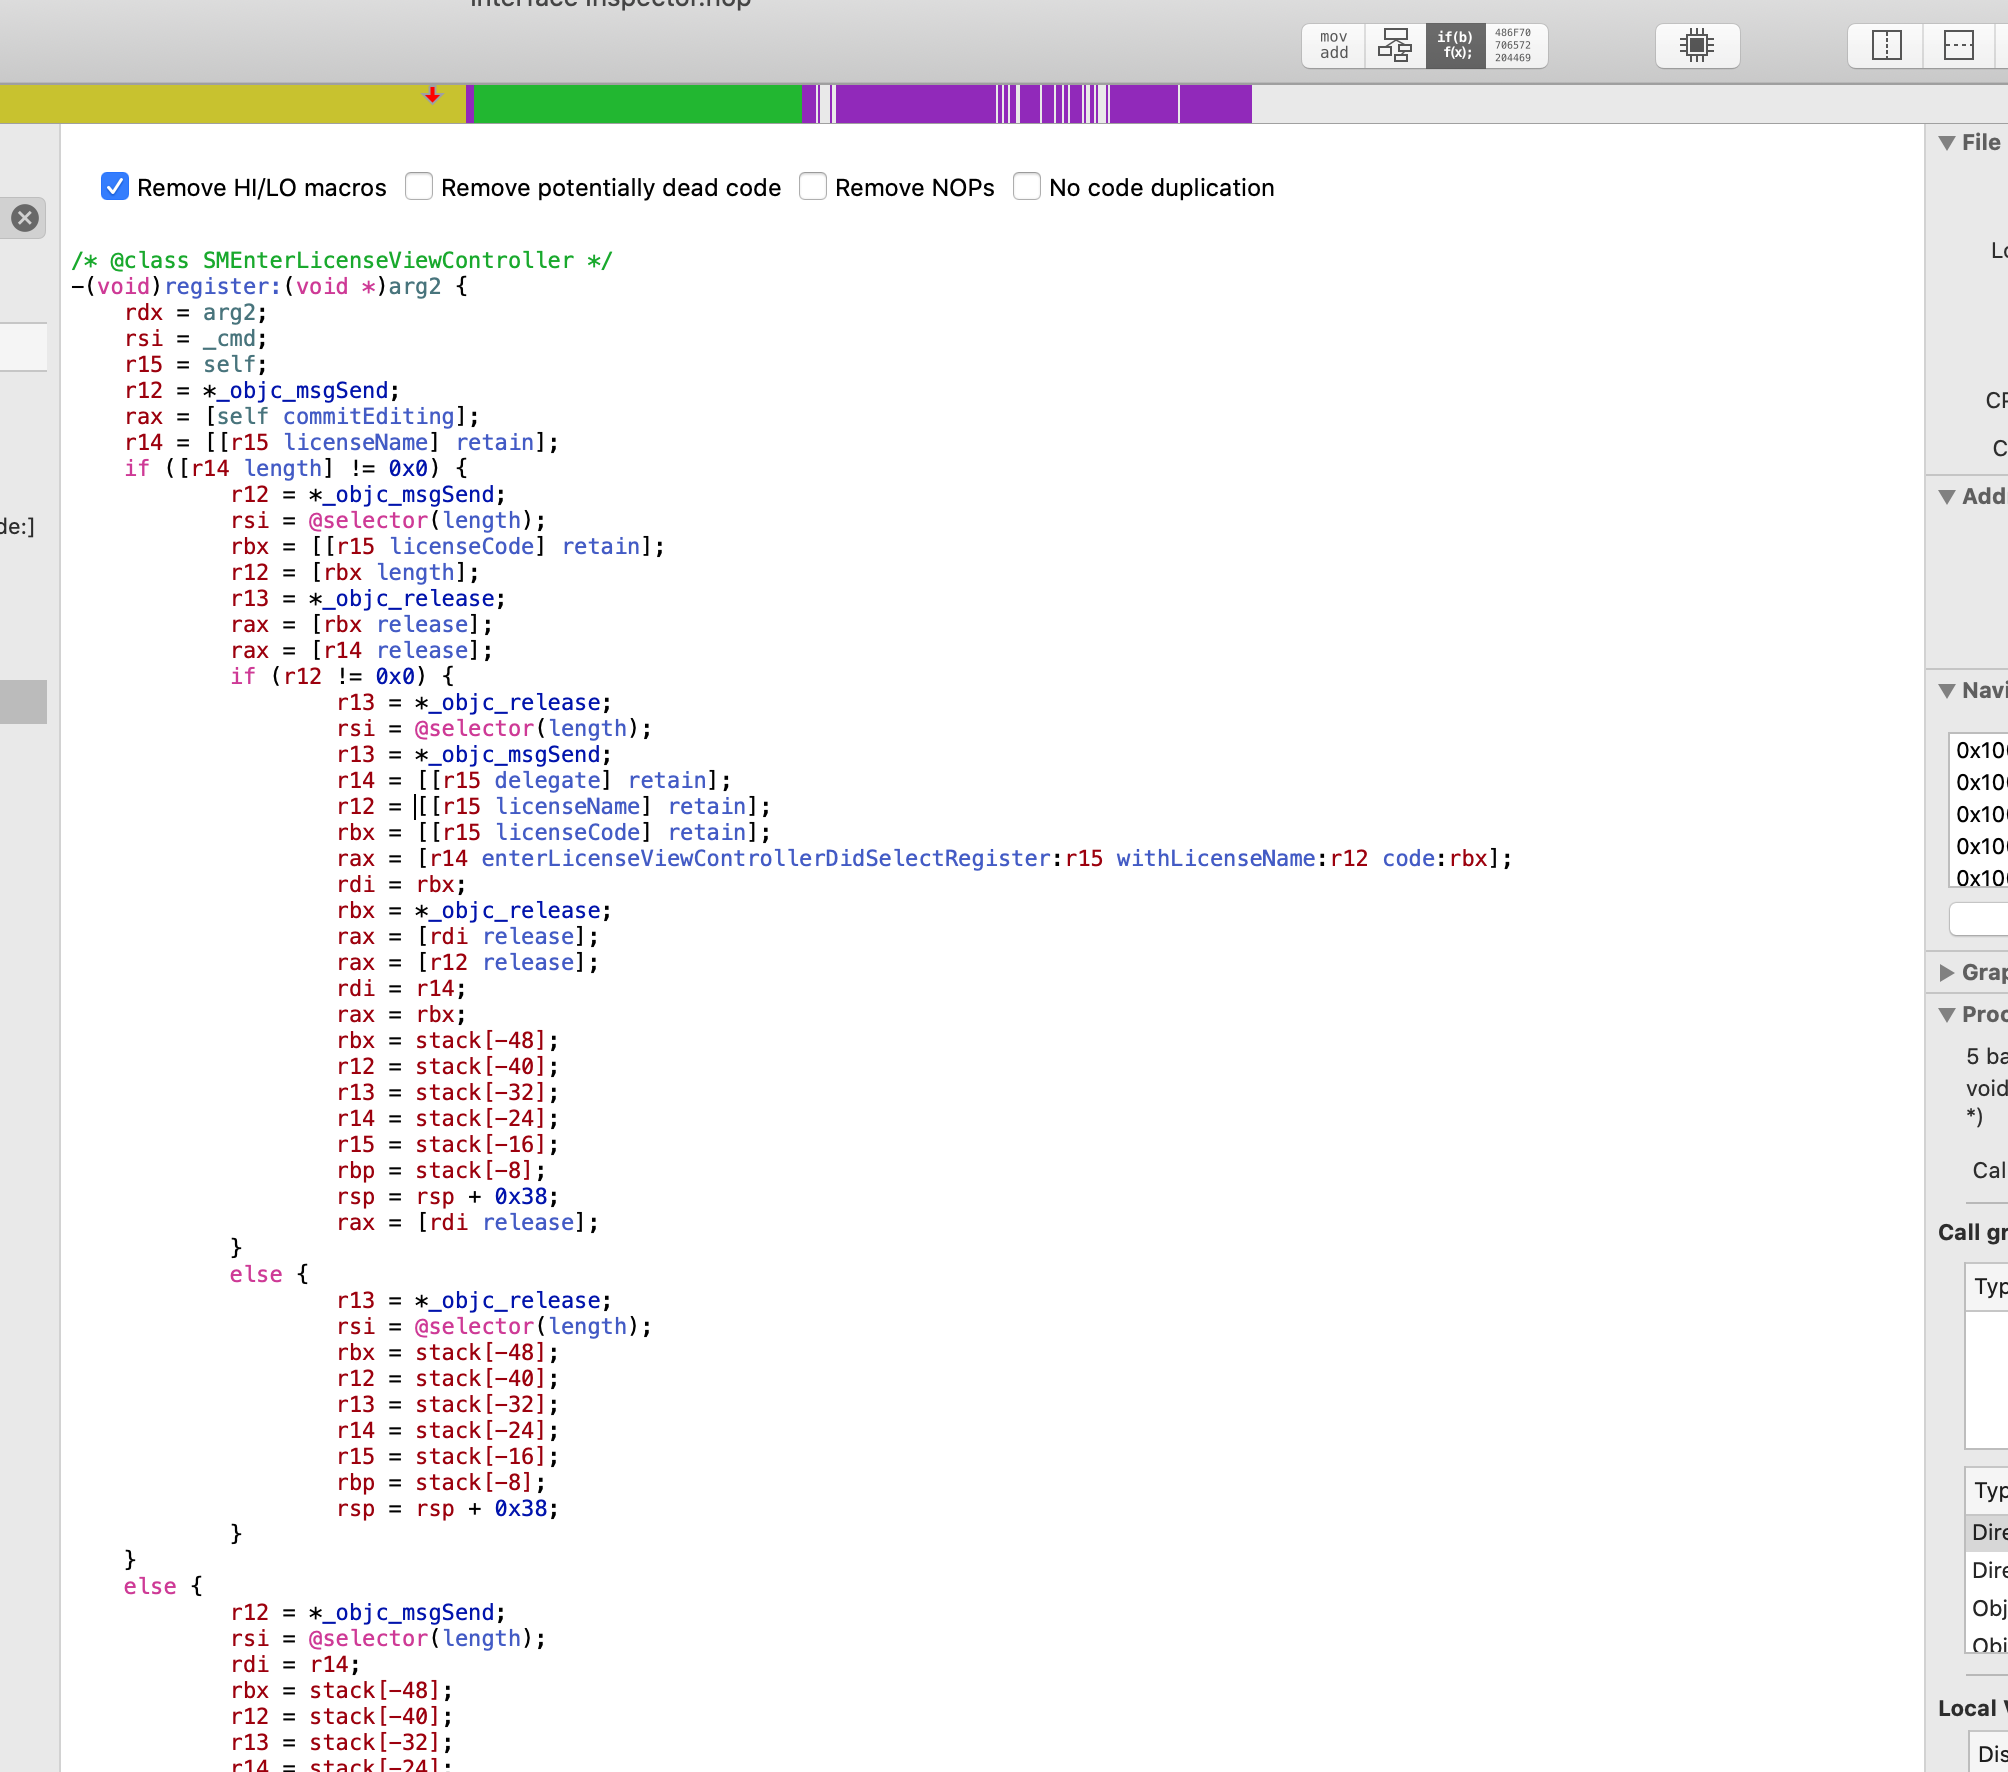 Interface Inspector.hop
mov
add
if(b)
f(x);
486F70
706572
204469
Remove HI/LO macros Remove potentially dead code Remove NOPs No code duplication
/* @class SMEnterLicenseViewController */
-(void)register:(void *)arg2 {
rdx = arg2;
rsi = _cmd;
r15 = self;
r12 = *_objc_msgSend;
rax = [self commitEditing];
r14 = [[r15 licenseName] retain];
if ([r14 length] != 0x0) {
r12 = *_objc_msgSend;
rsi = @selector(length);
rbx = [[r15 licenseCode] retain];
r12 = [rbx length];
r13 = *_objc_release;
rax = [rbx release];
rax = [r14 release];
if (r12 != 0x0) {
r13 = *_objc_release;
rsi = @selector(length);
r13 = *_objc_msgSend;
r14 = [[r15 delegate] retain];
r12 = [[r15 licenseName] retain];
rbx = [[r15 licenseCode] retain];
rax = [r14 enterLicenseViewControllerDidSelectRegister:r15 withLicenseName:r12 code:rbx];
rdi = rbx;
rbx = *_objc_release;
rax = [rdi release];
rax = [r12 release];
rdi = r14;
rax = rbx;
rbx = stack[-48];
r12 = stack[-40];
r13 = stack[-32];
r14 = stack[-24];
r15 = stack[-16];
rbp = stack[-8];
rsp = rsp + 0x38;
rax = [rdi release];
}
else {
r13 = *_objc_release;
rsi = @selector(length);
rbx = stack[-48];
r12 = stack[-40];
r13 = stack[-32];
r14 = stack[-24];
r15 = stack[-16];
rbp = stack[-8];
rsp = rsp + 0x38;
}
}
else {
r12 = *_objc_msgSend;
rsi = @selector(length);
rdi = r14;
rbx = stack[-48];
r12 = stack[-40];
r13 = stack[-32];
r14 = stack[-24];
de:]
File
Lo
CP
C
Add
Navi
0x100
0x100
0x100
0x100
0x100
Grap
Proc
5 ba
void
*)
Cal
Call gr
Typ
Typ
Dire
Dire
Obj
Obj
Local V
Dis